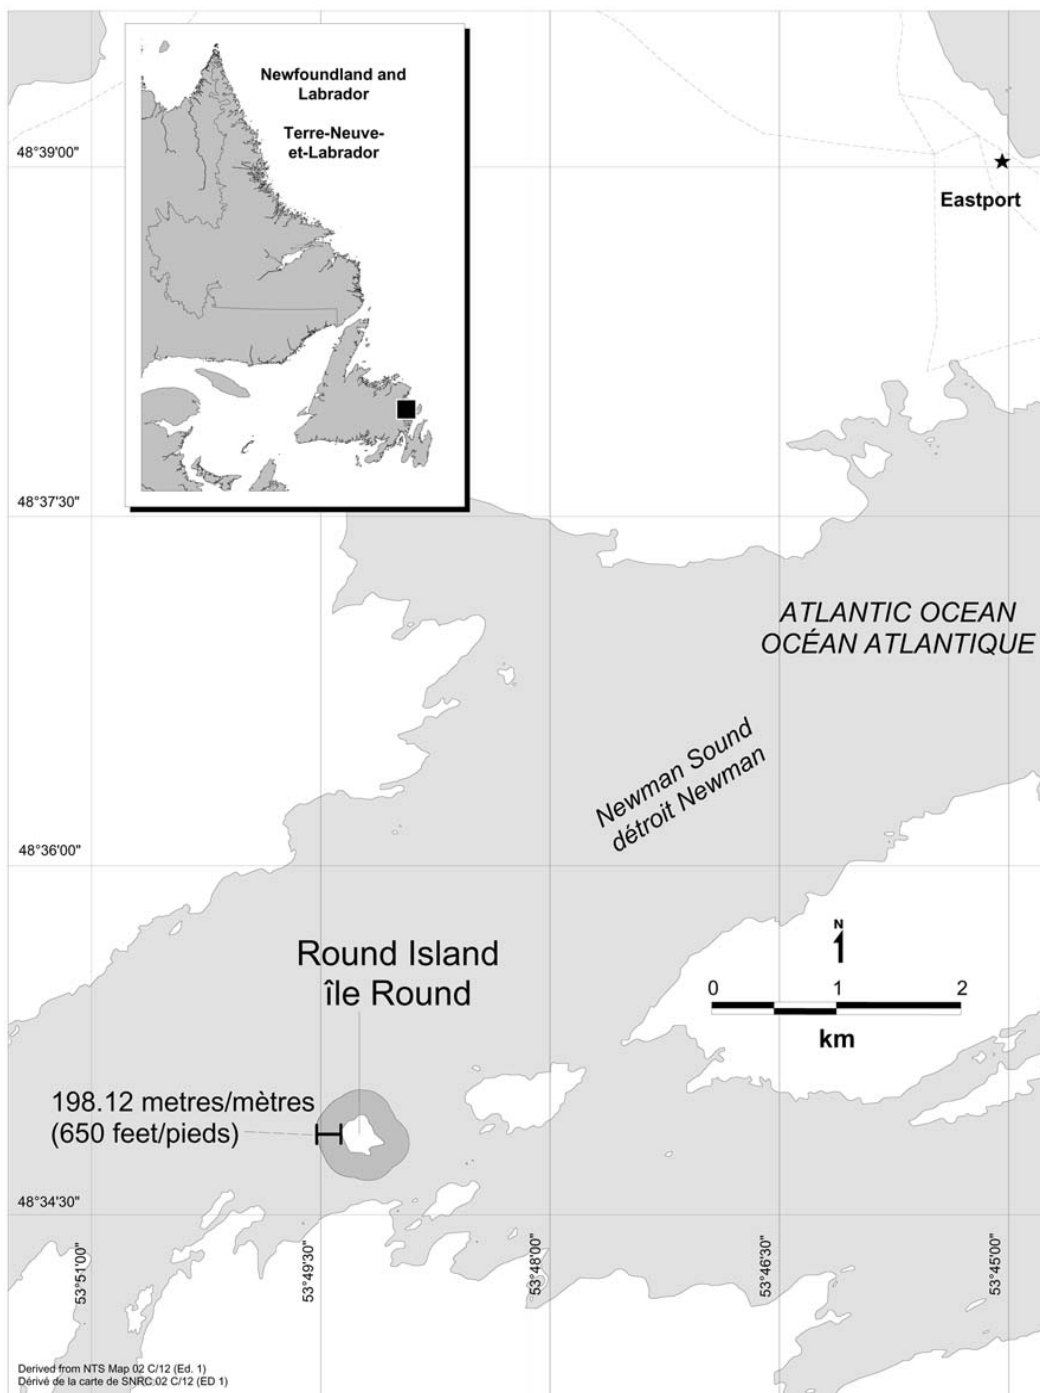 Newfoundland and
Labrador
Terre-Neuve-
et-Labrador
48°39'00"
Eastport
48°37'30"
ATLANTIC OCEAN
OCÉAN ATLANTIQUE
Newman Sound
détroit Newman
48°36'00"
N
Round Island
île Round
0 1 2
km
198.12 metres/mètres
(650 feet/pieds)
48°34'30"
53°51'00"
53°49'30"
53°48'00"
53°46'30"
53°45'00"
Derived from NTS Map 02 C/12 (Ed. 1)
Dérivé de la carte de SNRC 02 C/12 (ED 1)